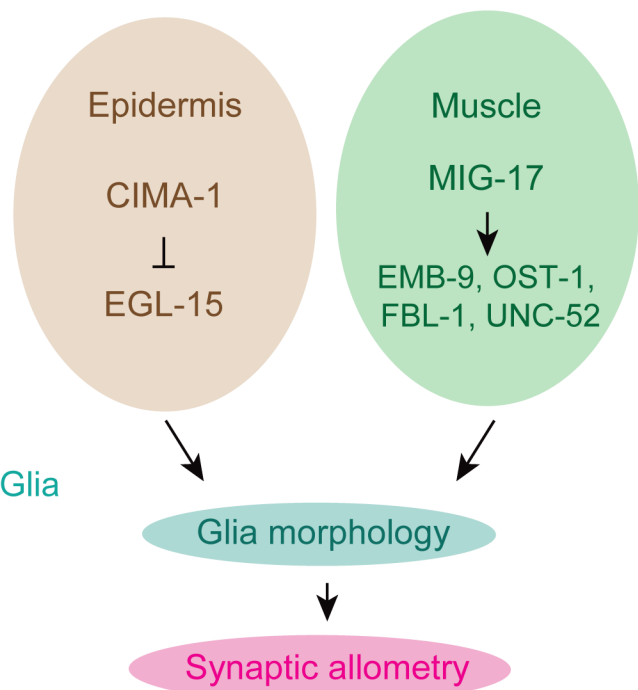 Epidermis
CIMA-1
EGL-15
Muscle
MIG-17
EMB-9, OST-1,
FBL-1, UNC-52
Glia
Glia morphology
Synaptic allometry